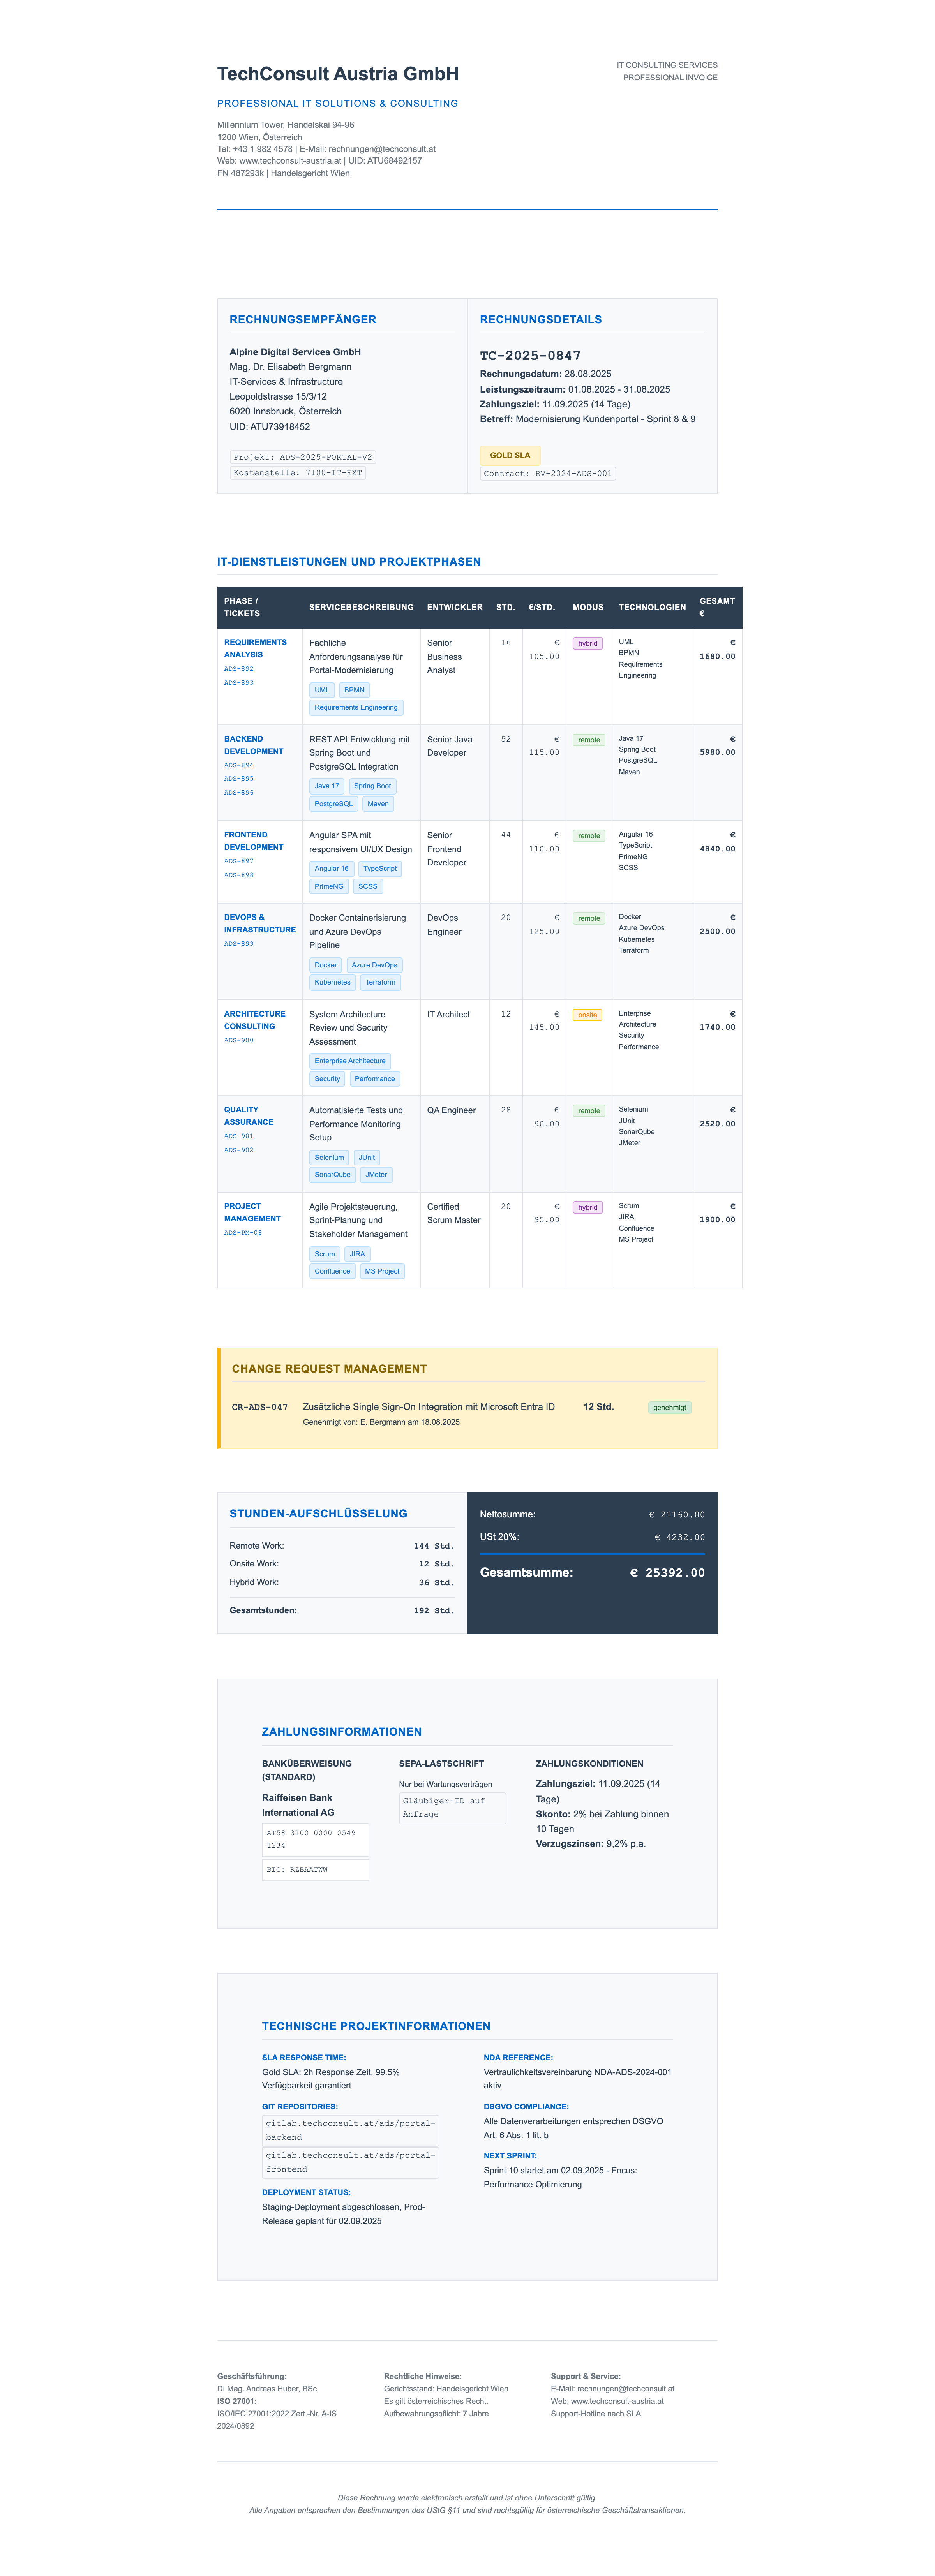 TechConsult Austria GmbH
IT CONSULTING SERVICES
PROFESSIONAL INVOICE
PROFESSIONAL IT SOLUTIONS & CONSULTING
Millennium Tower, Handelskai 94-96
1200 Wien, Österreich
Tel: +43 1 982 4578 | E-Mail: rechnungen@techconsult.at
Web: www.techconsult-austria.at | UID: ATU68492157
FN 487293k | Handelsgericht Wien
RECHNUNGSEMPFÄNGER
Alpine Digital Services GmbH
Mag. Dr. Elisabeth Bergmann
IT-Services & Infrastructure
Leopoldstrasse 15/3/12
6020 Innsbruck, Österreich
UID: ATU73918452
Projekt: ADS-2025-PORTAL-V2
Kostenstelle: 7100-IT-EXT
RECHNUNGSDETAILS
TC-2025-0847
Rechnungsdatum: 28.08.2025
Leistungszeitraum: 01.08.2025 - 31.08.2025
Zahlungsziel: 11.09.2025 (14 Tage)
Betreff: Modernisierung Kundenportal - Sprint 8 & 9
GOLD SLA
Contract: RV-2024-ADS-001
IT-DIENSTLEISTUNGEN UND PROJEKTPHASEN
PHASE /
TICKETS
SERVICEBESCHREIBUNG
ENTWICKLER
STD.
€/STD.
MODUS
TECHNOLOGIEN
GESAMT
€
REQUIREMENTS
ANALYSIS
ADS-892
ADS-893
Fachliche
Anforderungsanalyse für
Portal-Modernisierung
UML BPMN
Requirements Engineering
Senior
Business
Analyst
16
€
105.00
hybrid
UML
BPMN
Requirements
Engineering
€
1680.00
BACKEND
DEVELOPMENT
ADS-894
ADS-895
ADS-896
REST API Entwicklung mit
Spring Boot und
PostgreSQL Integration
Java 17 Spring Boot
PostgreSQL Maven
Senior Java
Developer
52
€
115.00
remote
Java 17
Spring Boot
PostgreSQL
Maven
€
5980.00
FRONTEND
DEVELOPMENT
ADS-897
ADS-898
Angular SPA mit
responsivem UI/UX Design
Angular 16 TypeScript
PrimeNG SCSS
Senior
Frontend
Developer
44
€
110.00
remote
Angular 16
TypeScript
PrimeNG
SCSS
€
4840.00
DEVOPS &
INFRASTRUCTURE
ADS-899
Docker Containerisierung
und Azure DevOps
Pipeline
Docker Azure DevOps
Kubernetes Terraform
DevOps
Engineer
20
€
125.00
remote
Docker
Azure DevOps
Kubernetes
Terraform
€
2500.00
ARCHITECTURE
CONSULTING
ADS-900
System Architecture
Review und Security
Assessment
Enterprise Architecture
Security Performance
IT Architect
12
€
145.00
onsite
Enterprise
Architecture
Security
Performance
€
1740.00
QUALITY
ASSURANCE
ADS-901
ADS-902
Automatisierte Tests und
Performance Monitoring
Setup
Selenium JUnit
SonarQube JMeter
QA Engineer
28
€
90.00
remote
Selenium
JUnit
SonarQube
JMeter
€
2520.00
PROJECT
MANAGEMENT
ADS-PM-08
Agile Projektsteuerung,
Sprint-Planung und
Stakeholder Management
Scrum JIRA
Confluence MS Project
Certified
Scrum Master
20
€
95.00
hybrid
Scrum
JIRA
Confluence
MS Project
€
1900.00
CHANGE REQUEST MANAGEMENT
CR-ADS-047 Zusätzliche Single Sign-On Integration mit Microsoft Entra ID 12 Std. genehmigt
Genehmigt von: E. Bergmann am 18.08.2025
STUNDEN-AUFSCHLÜSSELUNG
Remote Work: 144 Std.
Onsite Work: 12 Std.
Hybrid Work: 36 Std.
Gesamtstunden: 192 Std.
Nettosumme: € 21160.00
USt 20%: € 4232.00
Gesamtsumme: € 25392.00
ZAHLUNGSINFORMATIONEN
BANKÜBERWEISUNG
(STANDARD)
Raiffeisen Bank
International AG
AT58 3100 0000 0549
1234
BIC: RZBAATWW
SEPA-LASTSCHRIFT
Nur bei Wartungsverträgen
Gläubiger-ID auf
Anfrage
ZAHLUNGSKONDITIONEN
Zahlungsziel: 11.09.2025 (14
Tage)
Skonto: 2% bei Zahlung binnen
10 Tagen
Verzugszinsen: 9,2% p.a.
TECHNISCHE PROJEKTINFORMATIONEN
SLA RESPONSE TIME:
Gold SLA: 2h Response Zeit, 99.5%
Verfügbarkeit garantiert
GIT REPOSITORIES:
gitlab.techconsult.at/ads/portal-
backend
gitlab.techconsult.at/ads/portal-
frontend
DEPLOYMENT STATUS:
Staging-Deployment abgeschlossen, Prod-
Release geplant für 02.09.2025
NDA REFERENCE:
Vertraulichkeitsvereinbarung NDA-ADS-2024-001
aktiv
DSGVO COMPLIANCE:
Alle Datenverarbeitungen entsprechen DSGVO
Art. 6 Abs. 1 lit. b
NEXT SPRINT:
Sprint 10 startet am 02.09.2025 - Focus:
Performance Optimierung
Geschäftsführung:
DI Mag. Andreas Huber, BSc
ISO 27001:
ISO/IEC 27001:2022 Zert.-Nr. A-IS
2024/0892
Rechtliche Hinweise:
Gerichtsstand: Handelsgericht Wien
Es gilt österreichisches Recht.
Aufbewahrungspflicht: 7 Jahre
Support & Service:
E-Mail: rechnungen@techconsult.at
Web: www.techconsult-austria.at
Support-Hotline nach SLA
Diese Rechnung wurde elektronisch erstellt und ist ohne Unterschrift gültig.
Alle Angaben entsprechen den Bestimmungen des UStG §11 und sind rechtsgültig für österreichische Geschäftstransaktionen.